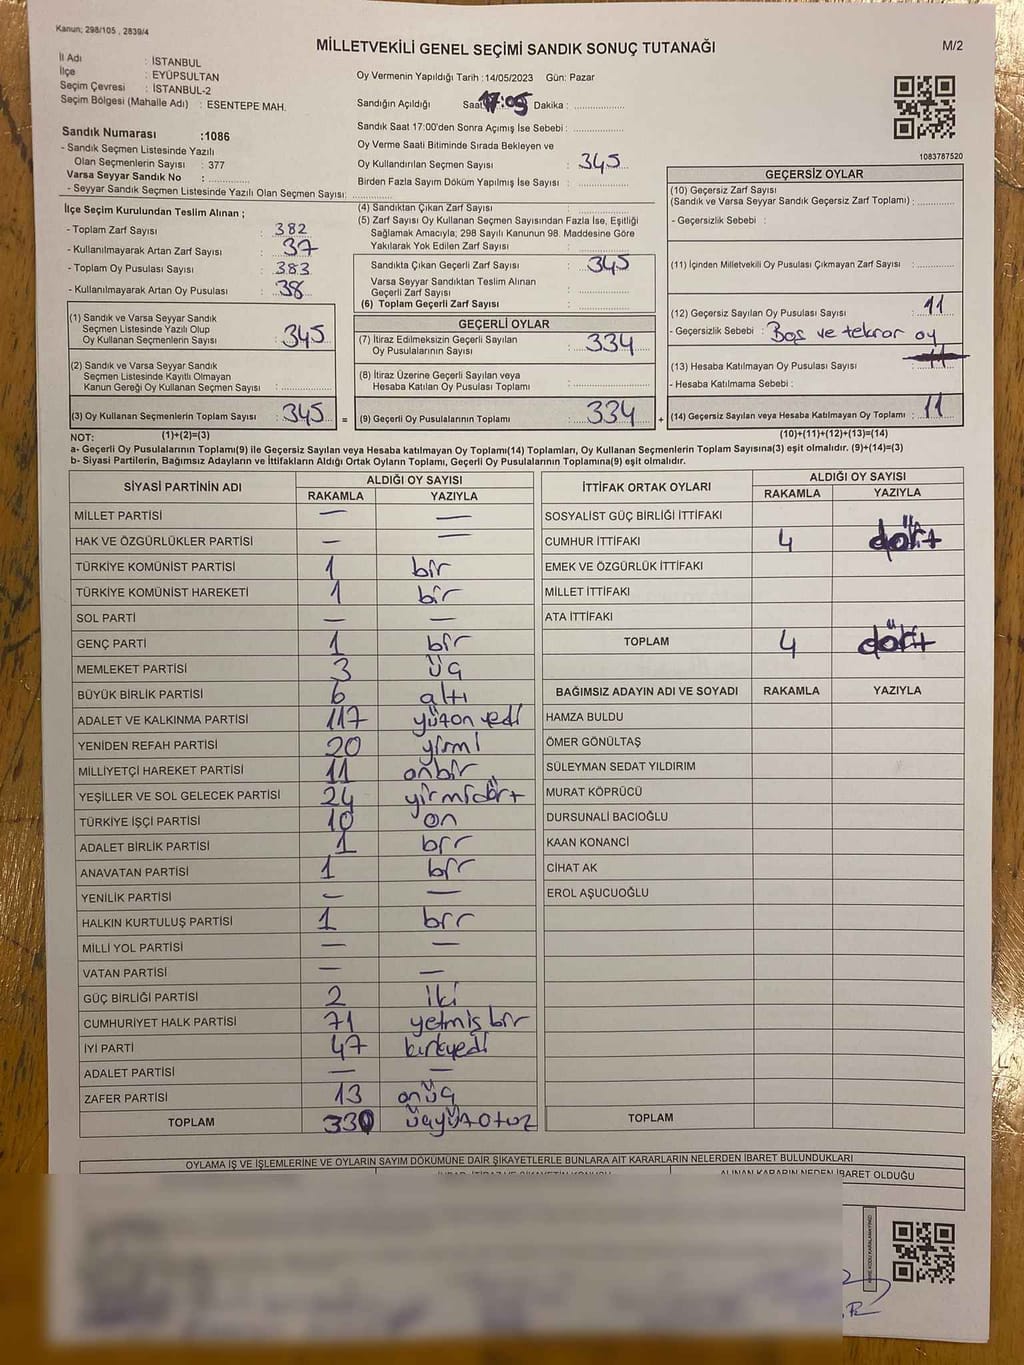 Kanun; 298/105 , 2839/4
MİLLETVEKİLİ GENEL SEÇİMİ SANDIK SONUÇ TUTANAĞI
M/2
İl Adı : İSTANBUL
İlçe : EYÜPSULTAN
Seçim Çevresi : İSTANBUL-2
Seçim Bölgesi (Mahalle Adı) : ESENTEPE MAH.
Sandık Numarası :1086
- Sandık Seçmen Listesinde Yazılı
Olan Seçmenlerin Sayısı : 377
Varsa Seyyar Sandık No :
- Seyyar Sandık Seçmen Listesinde Yazılı Olan Seçmen Sayısı:
Oy Vermenin Yapıldığı Tarih :14/05/2023 Gün: Pazar
Sandığın Açıldığı Saat 17:05 Dakika :
Sandık Saat 17:00'den Sonra Açımış İse Sebebi :
Oy Verme Saati Bitiminde Sırada Bekleyen ve
Oy Kullandırılan Seçmen Sayısı : 345
Birden Fazla Sayım Döküm Yapılmış İse Sayısı :
1083787520
İlçe Seçim Kurulundan Teslim Alınan ;
- Toplam Zarf Sayısı : 382
- Kullanılmayarak Artan Zarf Sayısı : 37
- Toplam Oy Pusulası Sayısı : 383
- Kullanılmayarak Artan Oy Pusulası : 38
(4) Sandıktan Çıkan Zarf Sayısı :
(5) Zarf Sayısı Oy Kullanan Seçmen Sayısından Fazla İse, Eşitliği
Sağlamak Amacıyla; 298 Sayılı Kanunun 98. Maddesine Göre
Yakılarak Yok Edilen Zarf Sayısı :
Sandıkta Çıkan Geçerli Zarf Sayısı : 345
Varsa Seyyar Sandıktan Teslim Alınan
Geçerli Zarf Sayısı :
(6) Toplam Geçerli Zarf Sayısı :
GEÇERSİZ OYLAR
(10) Geçersiz Zarf Sayısı
(Sandık ve Varsa Seyyar Sandık Geçersiz Zarf Toplamı) :
- Geçersizlik Sebebi :
(11) İçinden Milletvekili Oy Pusulası Çıkmayan Zarf Sayısı :
(12) Geçersiz Sayılan Oy Pusulası Sayısı : 11
- Geçersizlik Sebebi : Boş ve tekrar oy
(13) Hesaba Katılmayan Oy Pusulası Sayısı : 11
- Hesaba Katılmama Sebebi :
(1) Sandık ve Varsa Seyyar Sandık
Seçmen Listesinde Yazılı Olup
Oy Kullanan Seçmenlerin Sayısı : 345
(2) Sandık ve Varsa Seyyar Sandık
Seçmen Listesinde Kayıtlı Olmayan
Kanun Gereği Oy Kullanan Seçmen Sayısı :
GEÇERLİ OYLAR
(7) İtiraz Edilmeksizin Geçerli Sayılan
Oy Pusulalarının Sayısı : 334
(8) İtiraz Üzerine Geçerli Sayılan veya
Hesaba Katılan Oy Pusulası Toplamı :
(3) Oy Kullanan Seçmenlerin Toplam Sayısı : 345 = (9) Geçerli Oy Pusulalarının Toplamı : 334 + (14) Geçersiz Sayılan veya Hesaba Katılmayan Oy Toplamı : 11
NOT: (1)+(2)=(3) (10)+(11)+(12)+(13)=(14)
a- Geçerli Oy Pusulalarının Toplamı(9) ile Geçersiz Sayılan veya Hesaba katılmayan Oy Toplamı(14) Toplamları, Oy Kullanan Seçmenlerin Toplam Sayısına(3) eşit olmalıdır. (9)+(14)=(3)
b- Siyasi Partilerin, Bağımsız Adayların ve İttifakların Aldığı Ortak Oyların Toplamı, Geçerli Oy Pusulalarının Toplamına(9) eşit olmalıdır.
SİYASİ PARTİNİN ADI ALDIĞI OY SAYISI
RAKAMLA YAZIYLA
MİLLET PARTİSİ — —
HAK VE ÖZGÜRLÜKLER PARTİSİ — —
TÜRKİYE KOMÜNİST PARTİSİ 1 bir
TÜRKİYE KOMÜNİST HAREKETİ 1 bir
SOL PARTİ — —
GENÇ PARTİ 1 bir
MEMLEKET PARTİSİ 3 üç
BÜYÜK BİRLİK PARTİSİ 6 altı
ADALET VE KALKINMA PARTİSİ 117 yüzon yedi
YENİDEN REFAH PARTİSİ 20 yirmi
MİLLİYETÇİ HAREKET PARTİSİ 11 onbir
YEŞİLLER VE SOL GELECEK PARTİSİ 24 yirmidört
TÜRKİYE İŞÇİ PARTİSİ 10 on
ADALET BİRLİK PARTİSİ 1 bir
ANAVATAN PARTİSİ 1 bir
YENİLİK PARTİSİ — —
HALKIN KURTULUŞ PARTİSİ 1 bir
MİLLİ YOL PARTİSİ — —
VATAN PARTİSİ — —
GÜÇ BİRLİĞİ PARTİSİ 2 iki
CUMHURİYET HALK PARTİSİ 71 yetmiş bir
İYİ PARTİ 47 kırkyedi
ADALET PARTİSİ — —
ZAFER PARTİSİ 13 onüç
TOPLAM 330 üçyüzotuz
İTTİFAK ORTAK OYLARI ALDIĞI OY SAYISI
RAKAMLA YAZIYLA
SOSYALİST GÜÇ BİRLİĞİ İTTİFAKI
CUMHUR İTTİFAKI 4 dört
EMEK VE ÖZGÜRLÜK İTTİFAKI
MİLLET İTTİFAKI
ATA İTTİFAKI
TOPLAM 4 dört
BAĞIMSIZ ADAYIN ADI VE SOYADI RAKAMLA YAZIYLA
HAMZA BULDU
ÖMER GÖNÜLTAŞ
SÜLEYMAN SEDAT YILDIRIM
MURAT KÖPRÜCÜ
DURSUNALİ BACIOĞLU
KAAN KONANCİ
CİHAT AK
EROL AŞUCUOĞLU
TOPLAM
OYLAMA İŞ VE İŞLEMLERİNE VE OYLARIN SAYIM DÖKÜMÜNE DAİR ŞİKAYETLERLE BUNLARA AİT KARARLARIN NELERDEN İBARET BULUNDUKLARI
ALINAN KARARIN NEDEN İBARET OLDUĞU